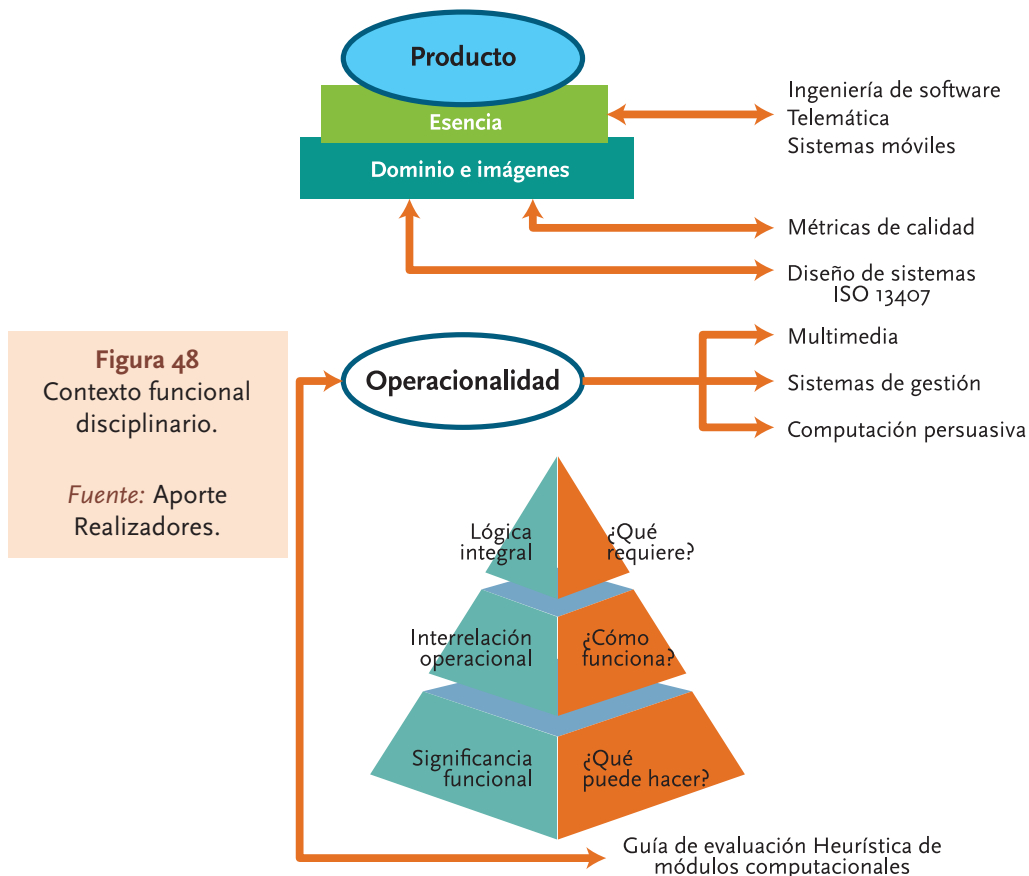 Producto
Esencia
Dominio e imágenes
Ingeniería de software
Telemática
Sistemas móviles
Métricas de calidad
Diseño de sistemas
ISO 13407
Figura 48
Contexto funcional
disciplinario.
Fuente: Aporte
Realizadores.
Operacionalidad
Multimedia
Sistemas de gestión
Computación persuasiva
Lógica
integral
¿Qué
requiere?
Interrelación
operacional
¿Cómo
funciona?
Significancia
funcional
¿Qué
puede hacer?
Guía de evaluación Heurística de
módulos computacionales